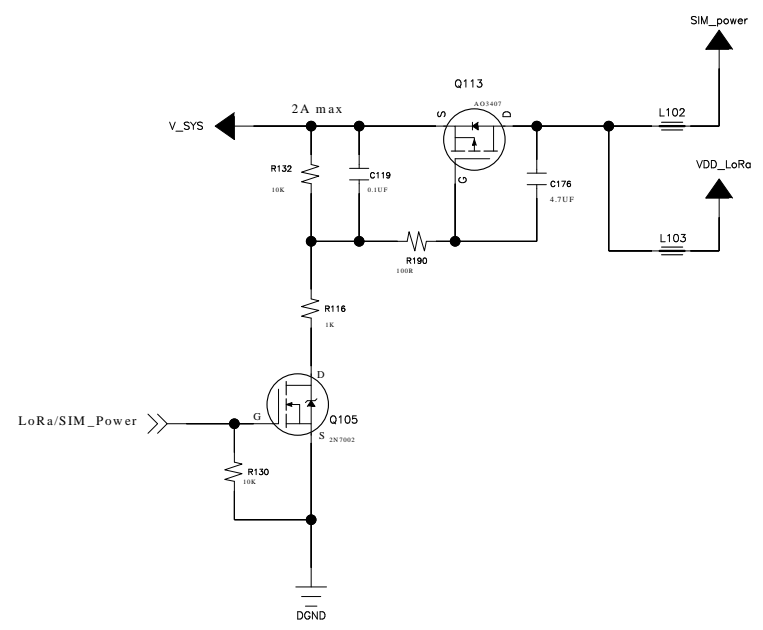 SIM_power
Q113
AO3407
2A max
S
D
L102
V_SYS
R132
10K
C119
0.1UF
G
C176
4.7UF
VDD_LoRa
L103
R190
100R
R116
1K
D
LoRa/SIM_Power
G
Q105
S
2N7002
R130
10K
DGND